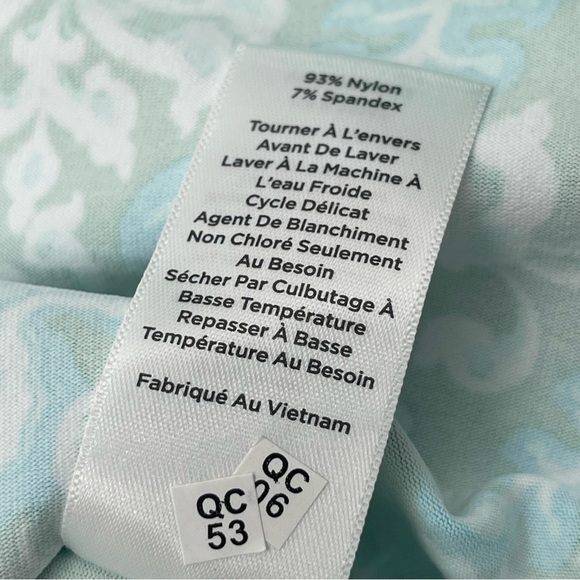 93% Nylon
7% Spandex
Tourner À L'envers
Avant De Laver
Laver À La Machine À
L'eau Froide
Cycle Délicat
Agent De Blanchiment
Non Chloré Seulement
Au Besoin
Sécher Par Culbutage À
Basse Température
Repasser À Basse
Température Au Besoin
Fabriqué Au Vietnam
QC
53
QC